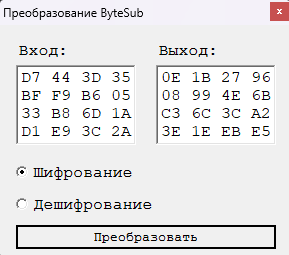 Преобразование ByteSub
x
Вход: Выход:
D7 44 3D 35 0E 1B 27 96
BF F9 B6 05 08 99 4E 6B
33 B8 6D 1A C3 6C 3C A2
D1 E9 3C 2A 3E 1E EB E5
Шифрование
Дешифрование
Преобразовать